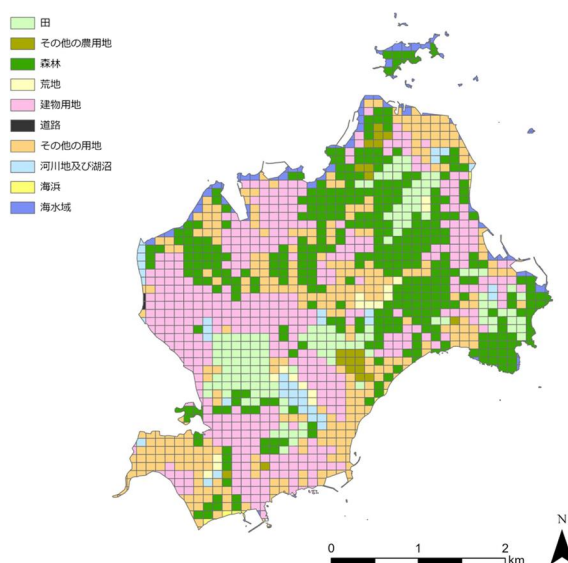 田
その他の農用地
森林
荒地
建物用地
道路
その他の用地
河川地及び湖沼
海浜
海水域
N
0 1 2
km